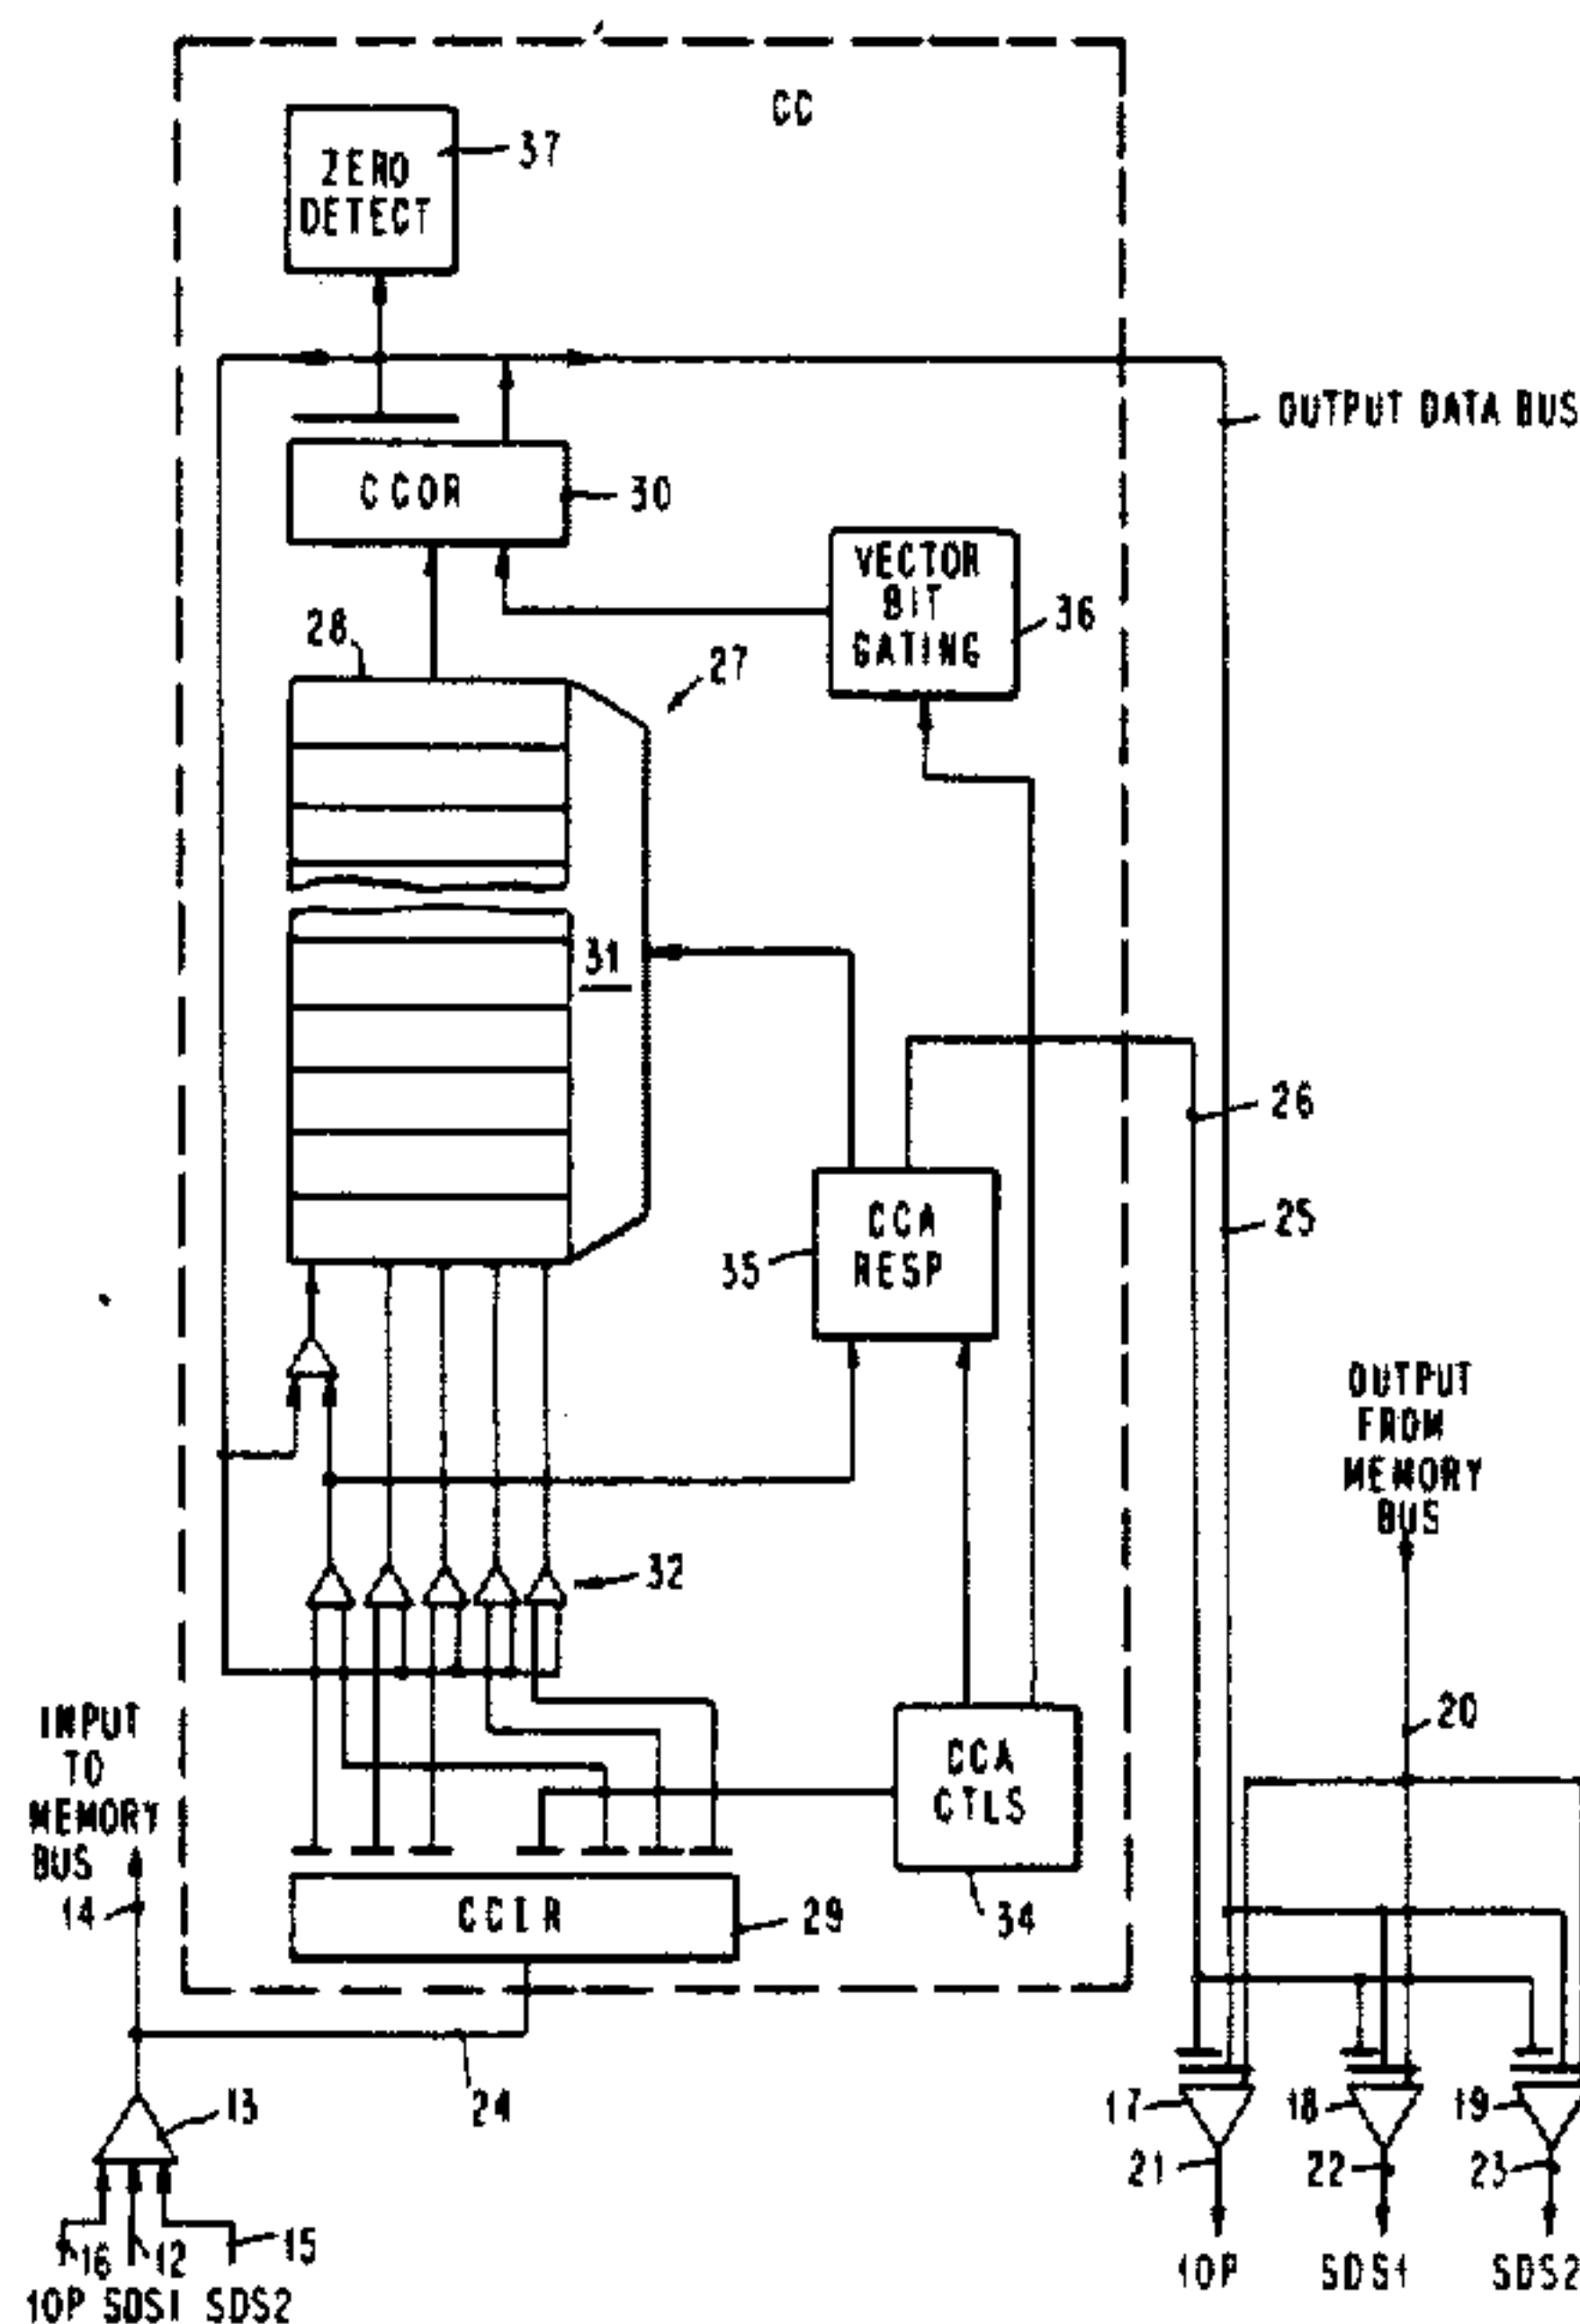 CC
ZERO
DETECT
37
OUTPUT DATA BUS
CCOR
30
VECTOR
BIT
GATING
36
28
27
31
26
25
CCA
RESP
35
OUTPUT
FROM
MEMORY
BUS
32
20
INPUT
TO
MEMORY
BUS
14
CCA
CTLS
34
CCIR
29
13
24
17
18
19
21
22
23
16
12
15
IOP SDS1 SDS2
IOP
SDS1
SDS2